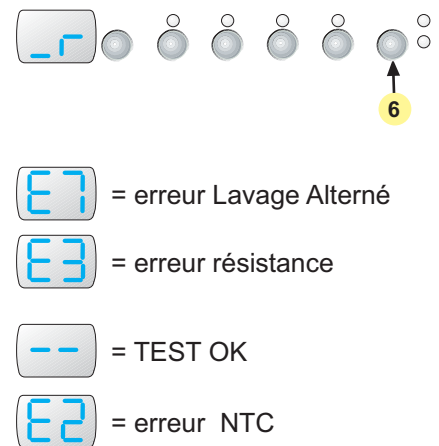 _r
6
E7 = erreur Lavage Alterné
E3 = erreur résistance
-- = TEST OK
E2 = erreur NTC